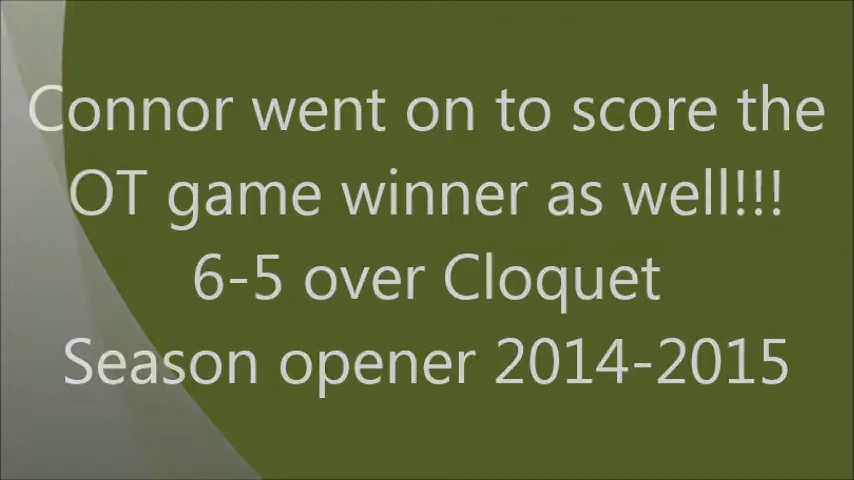 Connor went on to score the
OT game winner as well!!!
6-5 over Cloquet
Season opener 2014-2015